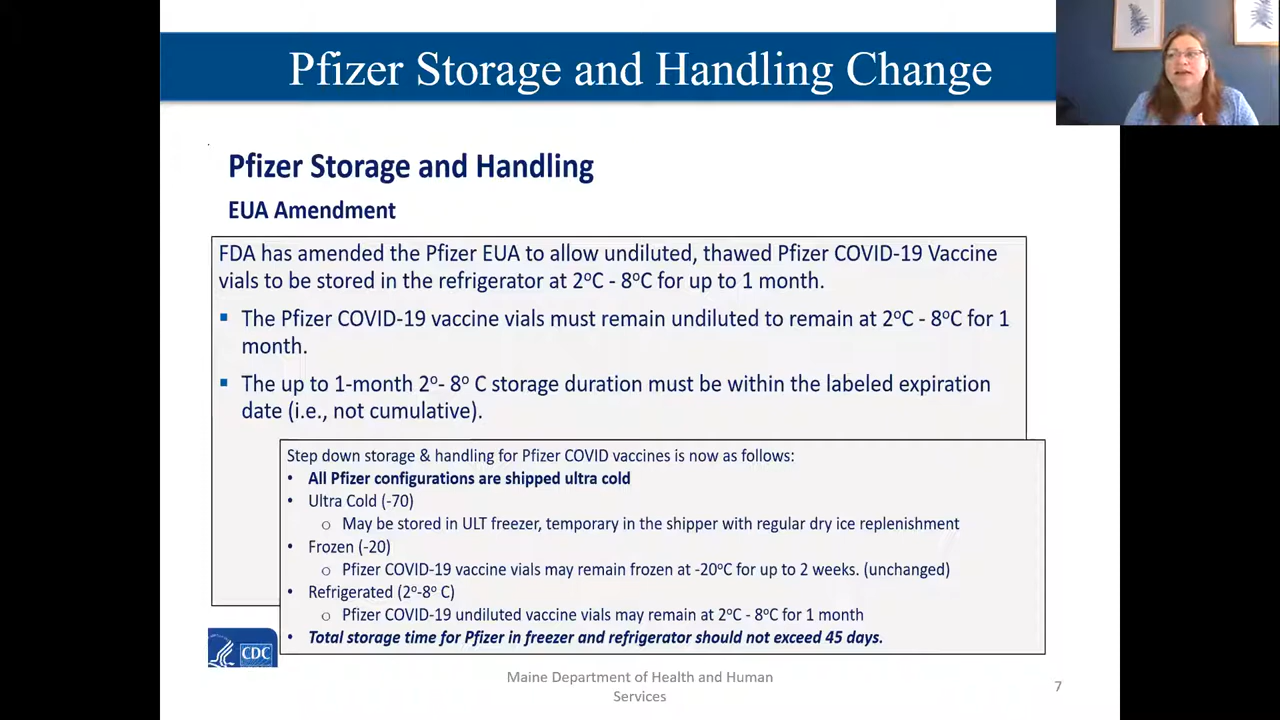 Pfizer Storage and Handling Change
Pfizer Storage and Handling
EUA Amendment
FDA has amended the Pfizer EUA to allow undiluted, thawed Pfizer COVID-19 Vaccine
vials to be stored in the refrigerator at 2ºC - 8ºC for up to 1 month.
▪ The Pfizer COVID-19 vaccine vials must remain undiluted to remain at 2ºC - 8ºC for 1
month.
▪ The up to 1-month 2º- 8º C storage duration must be within the labeled expiration
date (i.e., not cumulative).
Step down storage & handling for Pfizer COVID vaccines is now as follows:
• All Pfizer configurations are shipped ultra cold
• Ultra Cold (-70)
o May be stored in ULT freezer, temporary in the shipper with regular dry ice replenishment
• Frozen (-20)
o Pfizer COVID-19 vaccine vials may remain frozen at -20ºC for up to 2 weeks. (unchanged)
• Refrigerated (2º-8º C)
o Pfizer COVID-19 undiluted vaccine vials may remain at 2ºC - 8ºC for 1 month
• Total storage time for Pfizer in freezer and refrigerator should not exceed 45 days.
CDC
Maine Department of Health and Human
Services
7